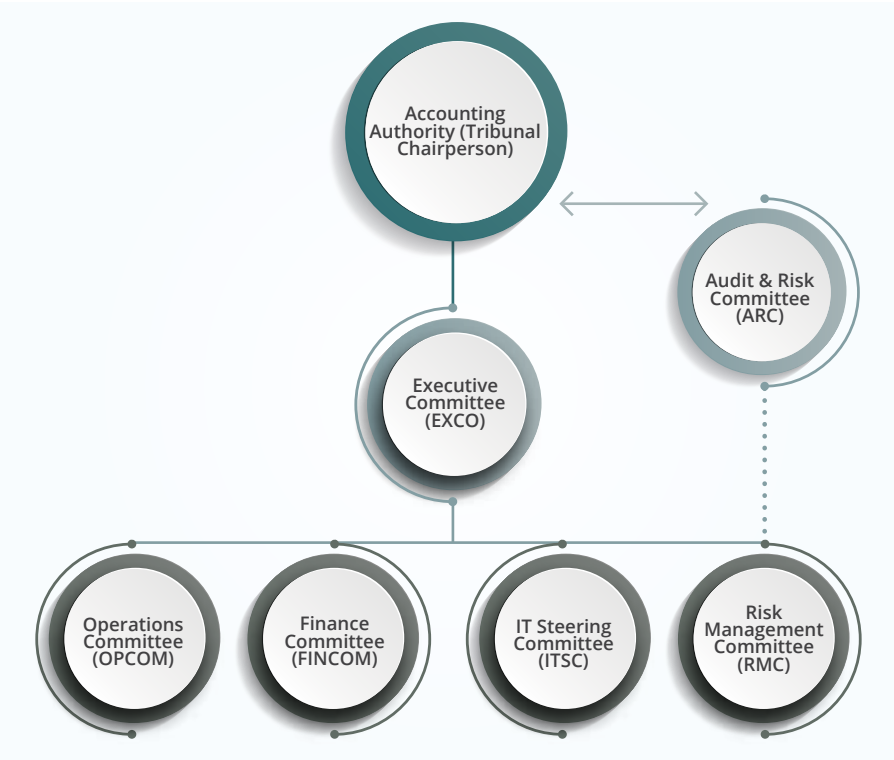 Accounting
Authority (Tribunal
Chairperson)
Audit & Risk
Committee
(ARC)
Executive
Committee
(EXCO)
Operations
Committee
(OPCOM)
Finance
Committee
(FINCOM)
IT Steering
Committee
(ITSC)
Risk
Management
Committee
(RMC)